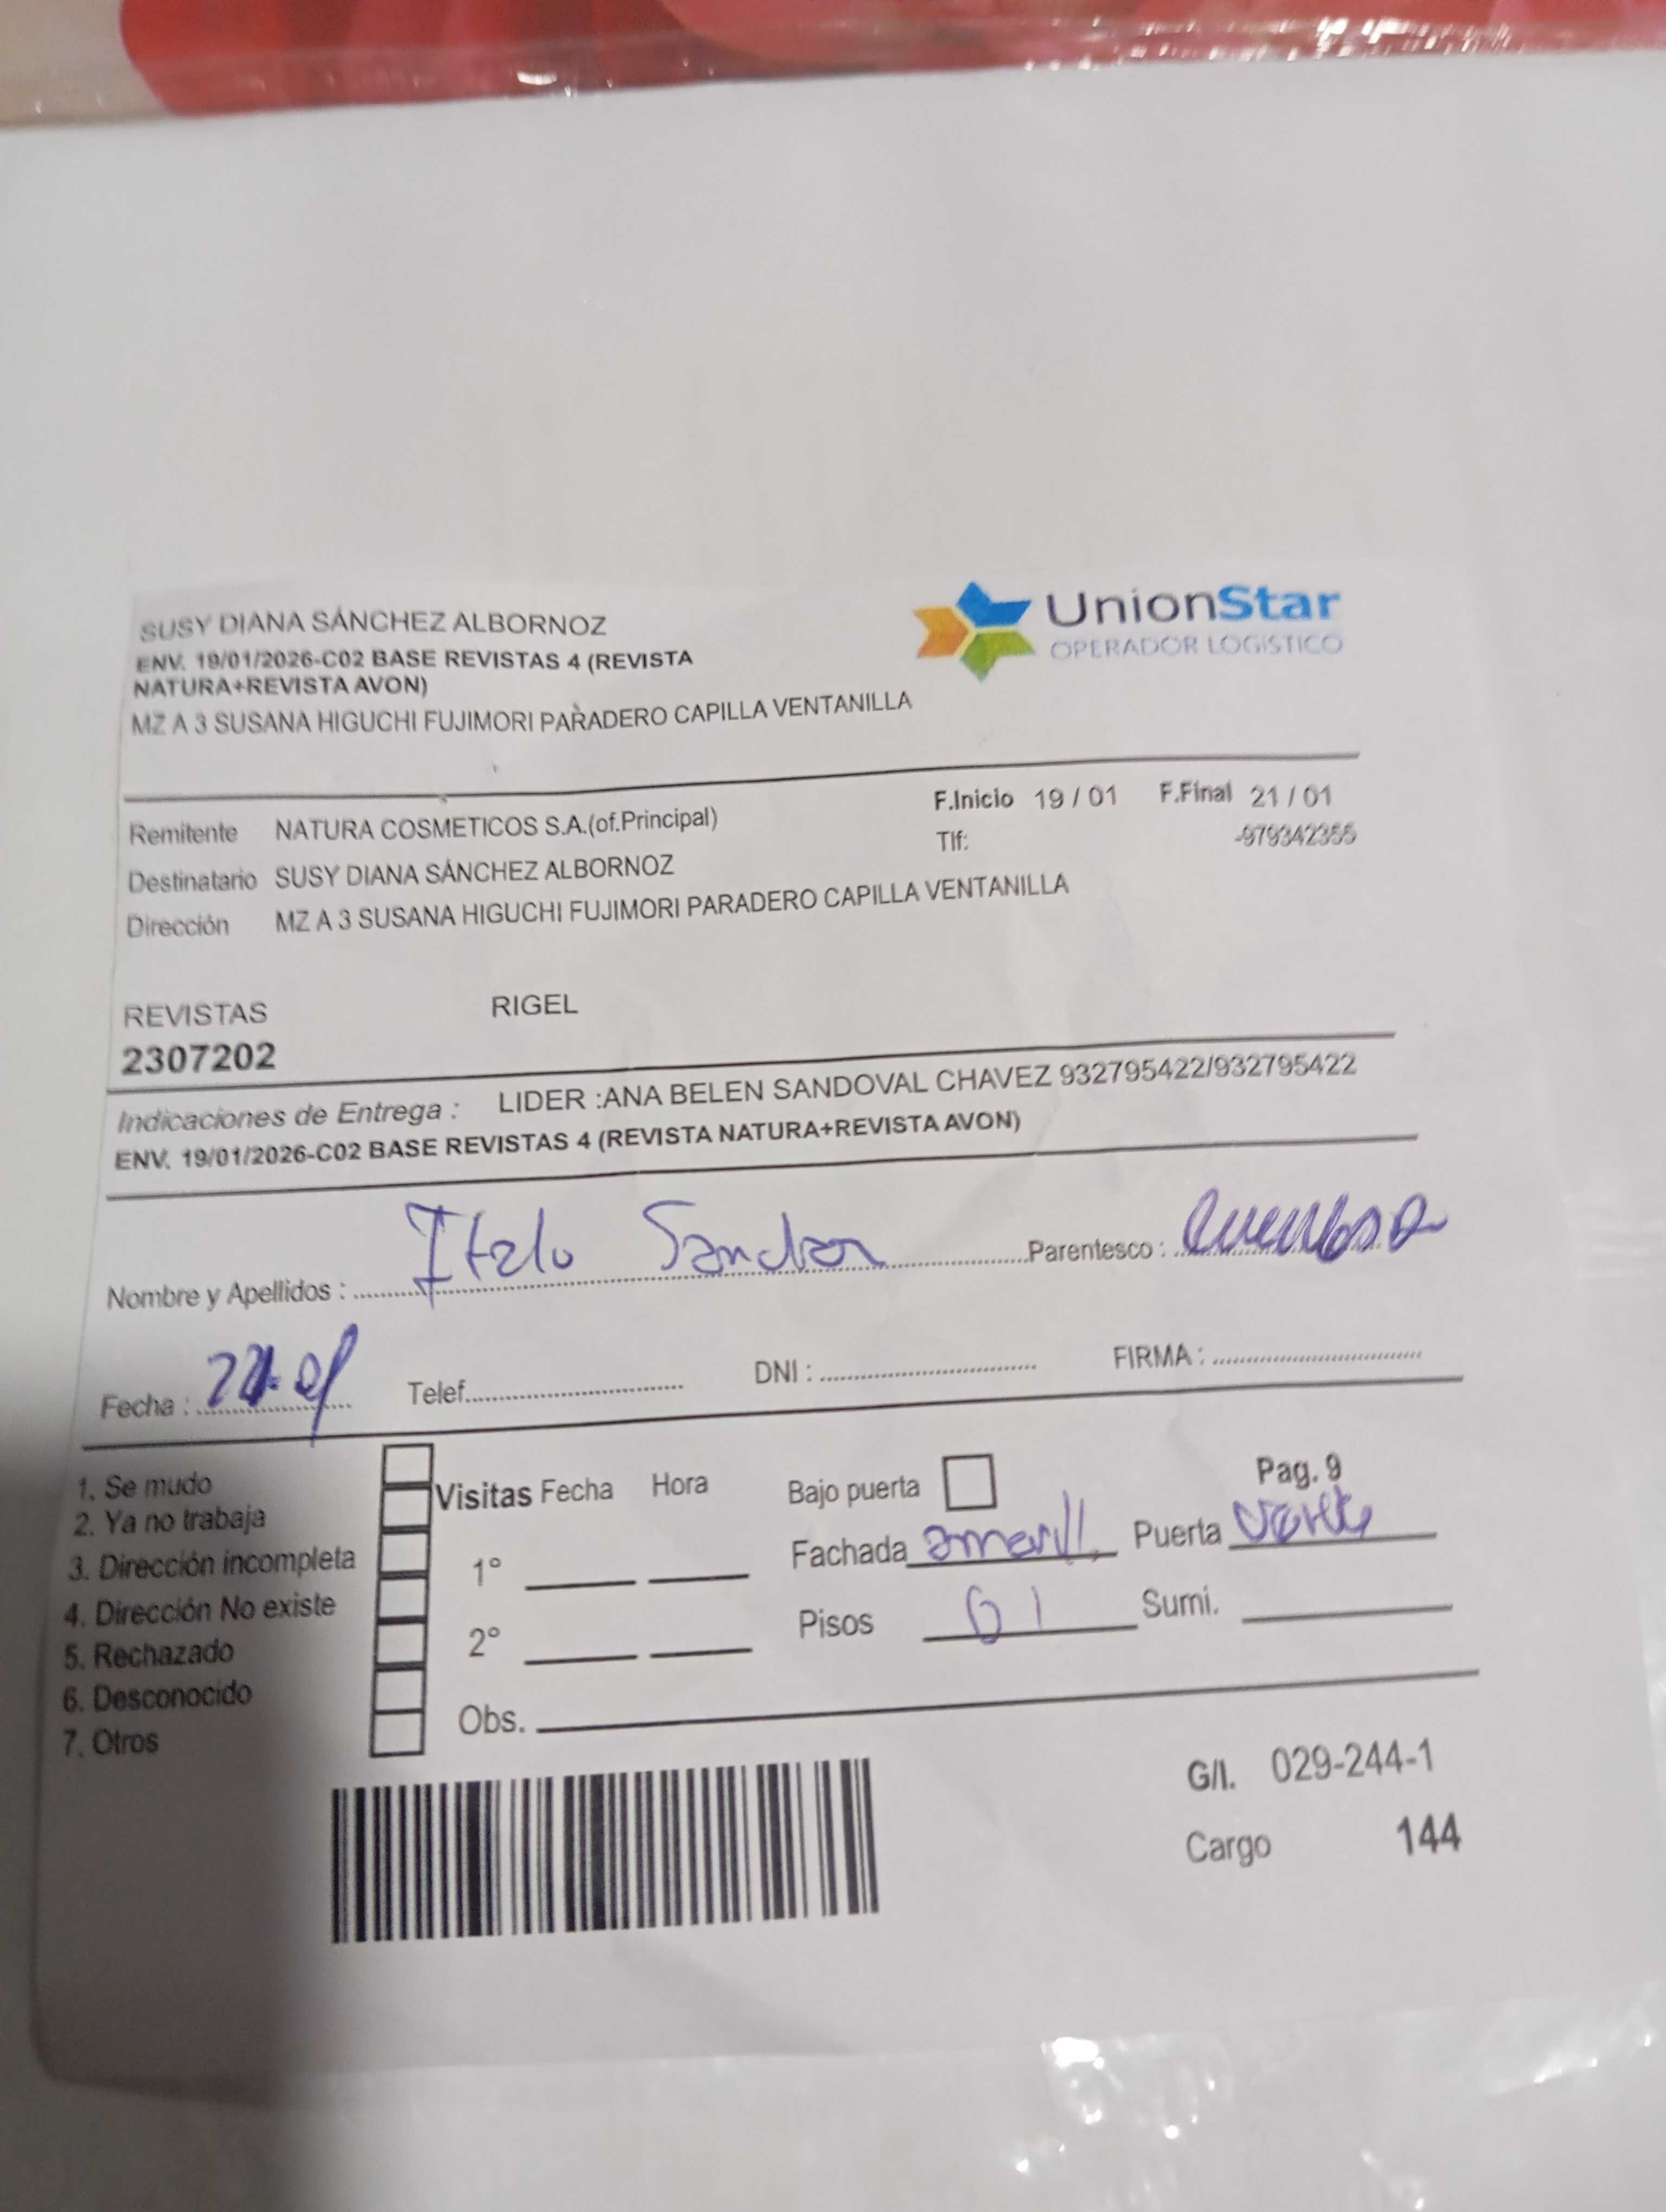 SUSY DIANA SÁNCHEZ ALBORNOZ
UnionStar
OPERADOR LOGÍSTICO
ENV. 19/01/2026-C02 BASE REVISTAS 4 (REVISTA
NATURA+REVISTA AVON)
MZ A 3 SUSANA HIGUCHI FUJIMORI PARADERO CAPILLA VENTANILLA
F.Inicio 19 / 01 F.Final 21 / 01
Remitente NATURA COSMETICOS S.A.(of.Principal)
Tlf: -979342355
Destinatario SUSY DIANA SÁNCHEZ ALBORNOZ
Dirección MZ A 3 SUSANA HIGUCHI FUJIMORI PARADERO CAPILLA VENTANILLA
REVISTAS RIGEL
2307202
Indicaciones de Entrega : LIDER :ANA BELEN SANDOVAL CHAVEZ 932795422/932795422
ENV. 19/01/2026-C02 BASE REVISTAS 4 (REVISTA NATURA+REVISTA AVON)
Nombre y Apellidos : Italo Parentesco :
Fecha : Telef. DNI : FIRMA :
1. Se mudo
2. Ya no trabaja
3. Dirección incompleta
4. Dirección No existe
5. Rechazado
6. Desconocido
7. Otros
Visitas Fecha Hora
1°
2°
Obs.
Bajo puerta
Pag. 9
Fachada amarill. Puerta
Pisos 01 Sumi.
G/I. 029-244-1
Cargo 144